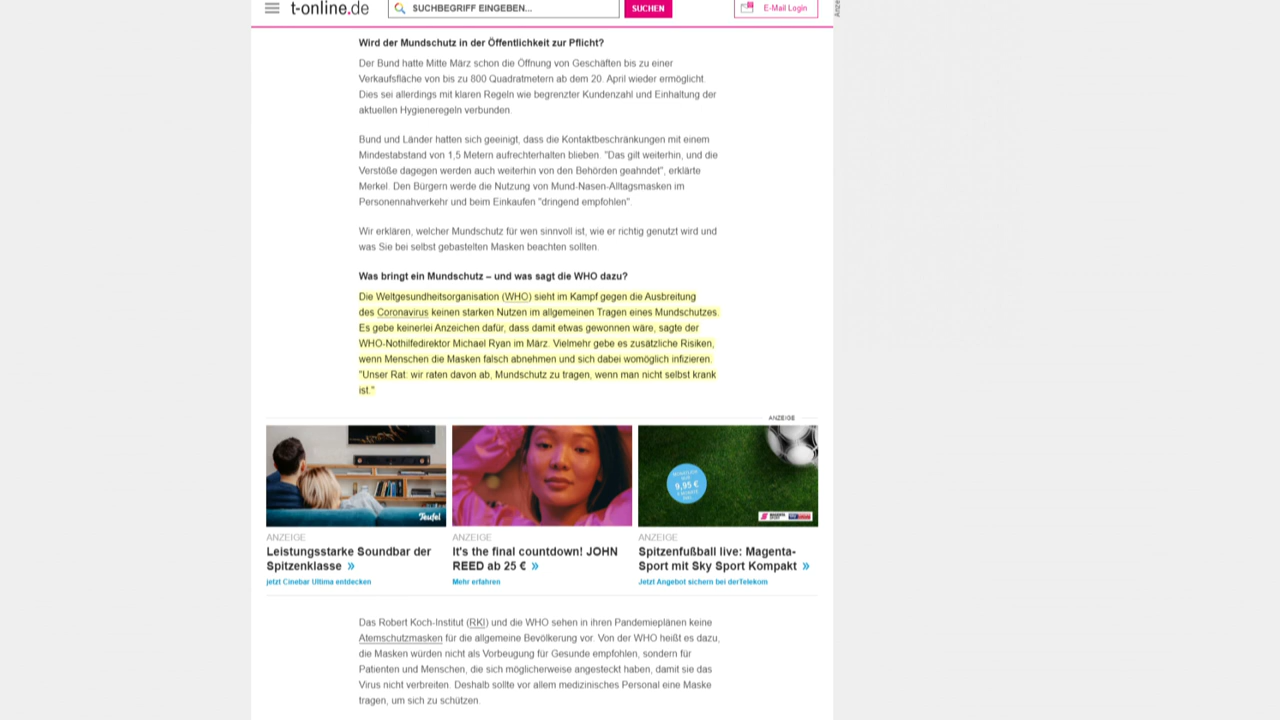 t-online.de
SUCHBEGRIFF EINGEBEN...
SUCHEN
E-Mail Login
Wird der Mundschutz in der Öffentlichkeit zur Pflicht?
Der Bund hatte Mitte März schon die Öffnung von Geschäften bis zu einer
Verkaufsfläche von bis zu 800 Quadratmetern ab dem 20. April wieder ermöglicht.
Dies sei allerdings mit klaren Regeln wie begrenzter Kundenzahl und Einhaltung der
aktuellen Hygieneregeln verbunden.
Bund und Länder hatten sich geeinigt, dass die Kontaktbeschränkungen mit einem
Mindestabstand von 1,5 Metern aufrechterhalten blieben. "Das gilt weiterhin, und die
Verstöße dagegen werden auch weiterhin von den Behörden geahndet", erklärte
Merkel. Den Bürgern werde die Nutzung von Mund-Nasen-Alltagsmasken im
Personennahverkehr und beim Einkaufen "dringend empfohlen".
Wir erklären, welcher Mundschutz für wen sinnvoll ist, wie er richtig genutzt wird und
was Sie bei selbst gebastelten Masken beachten sollten.
Was bringt ein Mundschutz – und was sagt die WHO dazu?
Die Weltgesundheitsorganisation (WHO) sieht im Kampf gegen die Ausbreitung
des Coronavirus keinen starken Nutzen im allgemeinen Tragen eines Mundschutzes.
Es gebe keinerlei Anzeichen dafür, dass damit etwas gewonnen wäre, sagte der
WHO-Nothilfedirektor Michael Ryan im März. Vielmehr gebe es zusätzliche Risiken,
wenn Menschen die Masken falsch abnehmen und sich dabei womöglich infizieren.
"Unser Rat: wir raten davon ab, Mundschutz zu tragen, wenn man nicht selbst krank
ist."
ANZEIGE
Teufel
9,95 €
ANZEIGE
Leistungsstarke Soundbar der
Spitzenklasse »
jetzt Cinebar Ultima entdecken
ANZEIGE
It's the final countdown! JOHN
REED ab 25 € »
Mehr erfahren
ANZEIGE
Spitzenfußball live: Magenta-
Sport mit Sky Sport Kompakt »
Jetzt Angebot sichern bei derTelekom
Das Robert Koch-Institut (RKI) und die WHO sehen in ihren Pandemieplänen keine
Atemschutzmasken für die allgemeine Bevölkerung vor. Von der WHO heißt es dazu,
die Masken würden nicht als Vorbeugung für Gesunde empfohlen, sondern für
Patienten und Menschen, die sich möglicherweise angesteckt haben, damit sie das
Virus nicht verbreiten. Deshalb sollte vor allem medizinisches Personal eine Maske
tragen, um sich zu schützen.